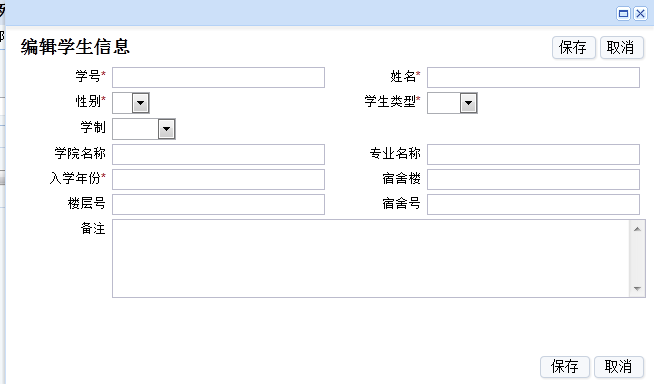 编辑学生信息 保存 取消
学号* 姓名*
性别* 学生类型*
学制
学院名称 专业名称
入学年份* 宿舍楼
楼层号 宿舍号
备注
保存 取消